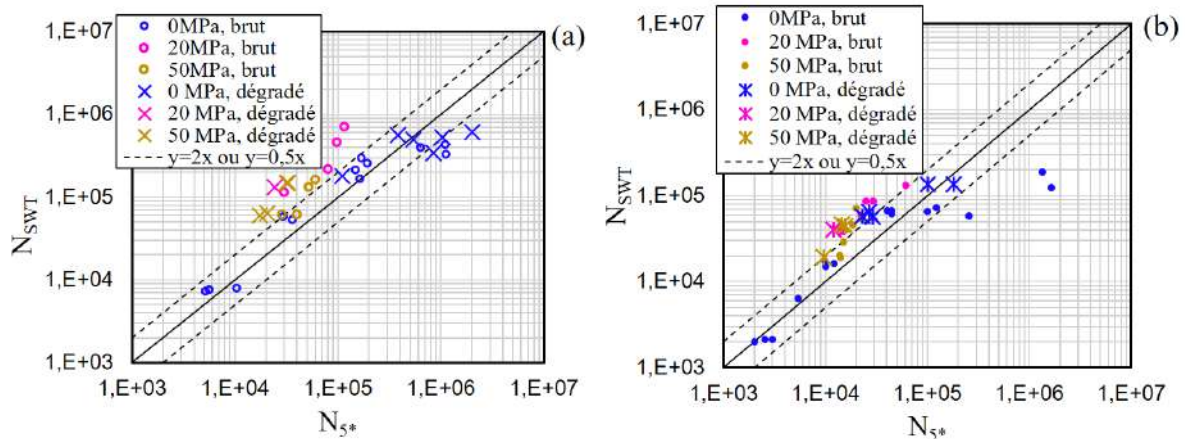 1,E+07
1,E+06
1,E+05
1,E+04
1,E+03
N_SWT
(a)
0MPa, brut
20MPa, brut
50MPa, brut
0 MPa, dégradé
20 MPa, dégradé
50 MPa, dégradé
y=2x ou y=0,5x
1,E+03 1,E+04 1,E+05 1,E+06 1,E+07
N5*
1,E+07
1,E+06
1,E+05
1,E+04
1,E+03
N_SWT
(b)
0MPa, brut
20 MPa, brut
50 MPa, brut
0 MPa, dégradé
20 MPa, dégradé
50 MPa, dégradé
y=2x ou y=0,5x
1,E+03 1,E+04 1,E+05 1,E+06 1,E+07
N5*